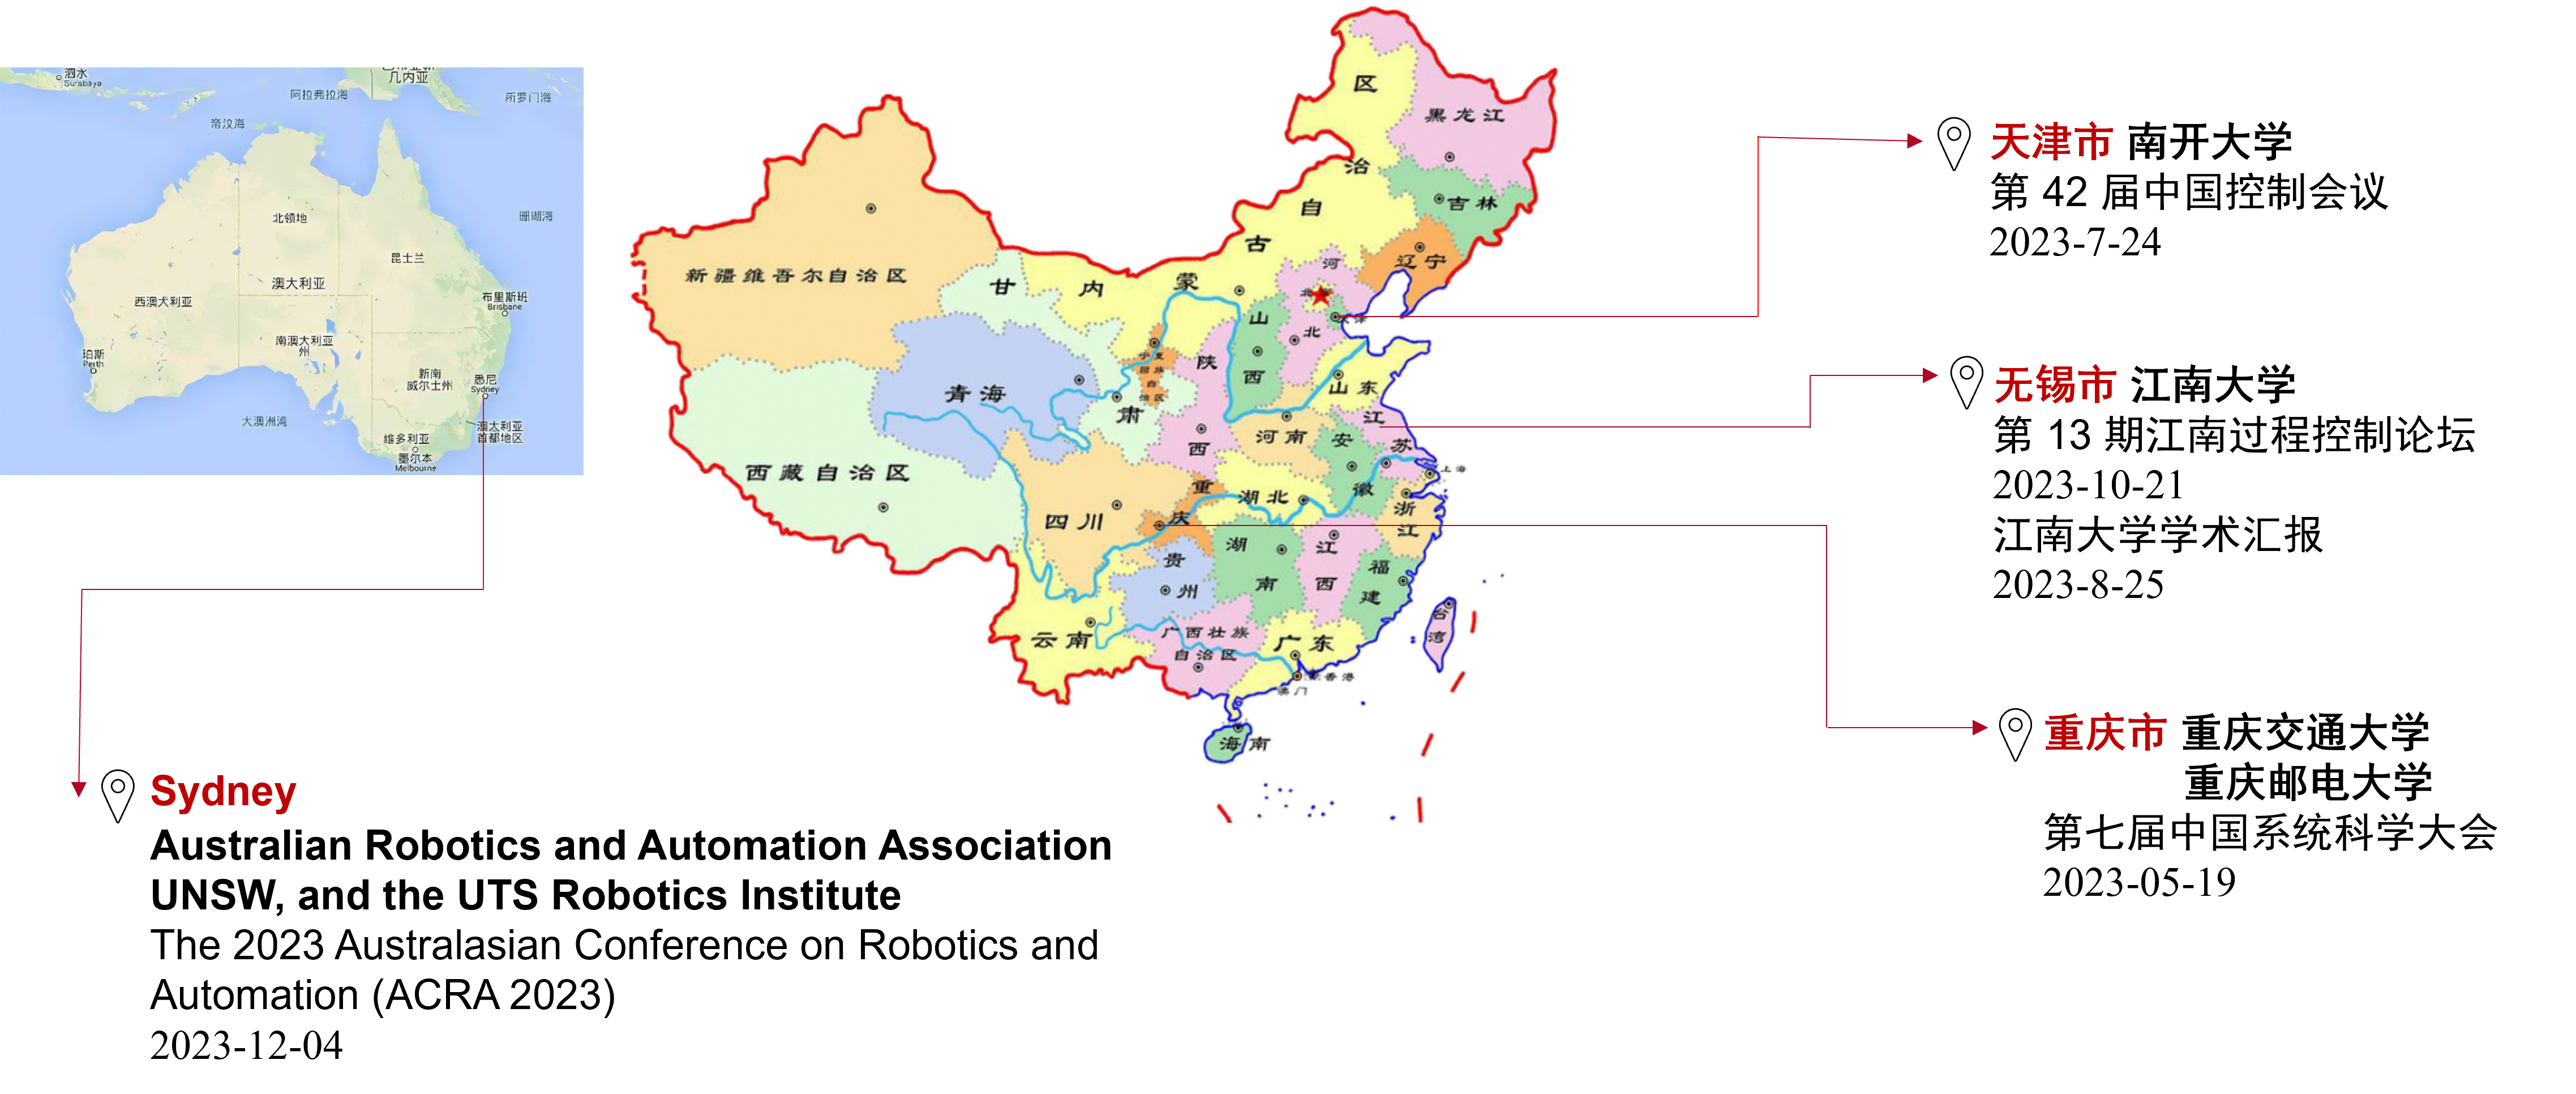 泗水
Surabaya
几内亚
阿拉弗拉海
所罗门海
帝汶海
珊瑚海
北领地
昆士兰
澳大利亚
西澳大利亚
布里斯班
Brisbane
南澳大利亚
州
珀斯
Perth
新南
威尔士州
悉尼
Sydney
大澳洲湾
澳大利亚
首都地区
维多利亚
墨尔本
Melbourne
黑龙江
吉林
辽宁
内蒙古自治区
新疆维吾尔自治区
甘肃
青海
西藏自治区
宁夏
回族
自
治区
陕西
山西
河北
北京
天津
山东
河南
江苏
安徽
上海
浙江
湖北
重庆
四川
贵州
湖南
江西
福建
台湾
云南
广西壮族
自治区
广东
香港
澳门
海南
天津市 南开大学
第 42 届中国控制会议
2023-7-24
无锡市 江南大学
第 13 期江南过程控制论坛
2023-10-21
江南大学学术汇报
2023-8-25
重庆市 重庆交通大学
重庆邮电大学
第七届中国系统科学大会
2023-05-19
Sydney
Australian Robotics and Automation Association
UNSW, and the UTS Robotics Institute
The 2023 Australasian Conference on Robotics and
Automation (ACRA 2023)
2023-12-04